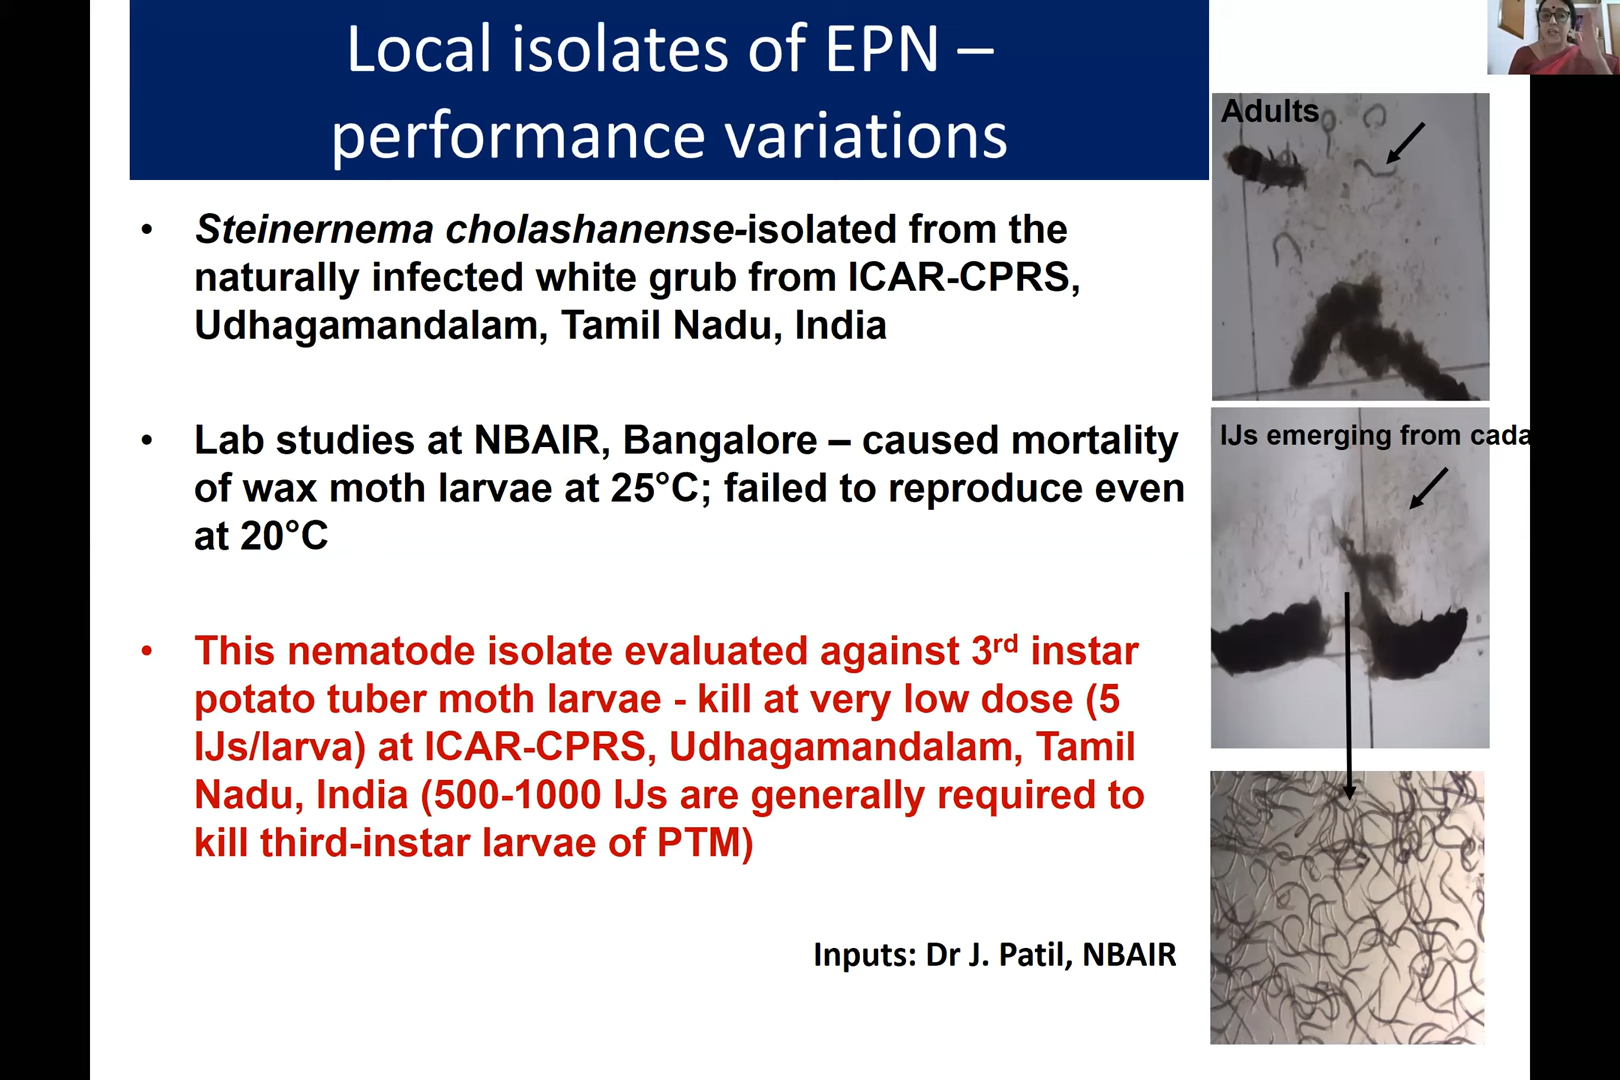 Local isolates of EPN –
performance variations
• Steinernema cholashanense-isolated from the
naturally infected white grub from ICAR-CPRS,
Udhagamandalam, Tamil Nadu, India
• Lab studies at NBAIR, Bangalore – caused mortality
of wax moth larvae at 25°C; failed to reproduce even
at 20°C
• This nematode isolate evaluated against 3rd instar
potato tuber moth larvae - kill at very low dose (5
IJs/larva) at ICAR-CPRS, Udhagamandalam, Tamil
Nadu, India (500-1000 IJs are generally required to
kill third-instar larvae of PTM)
Inputs: Dr J. Patil, NBAIR
Adults
IJs emerging from cada